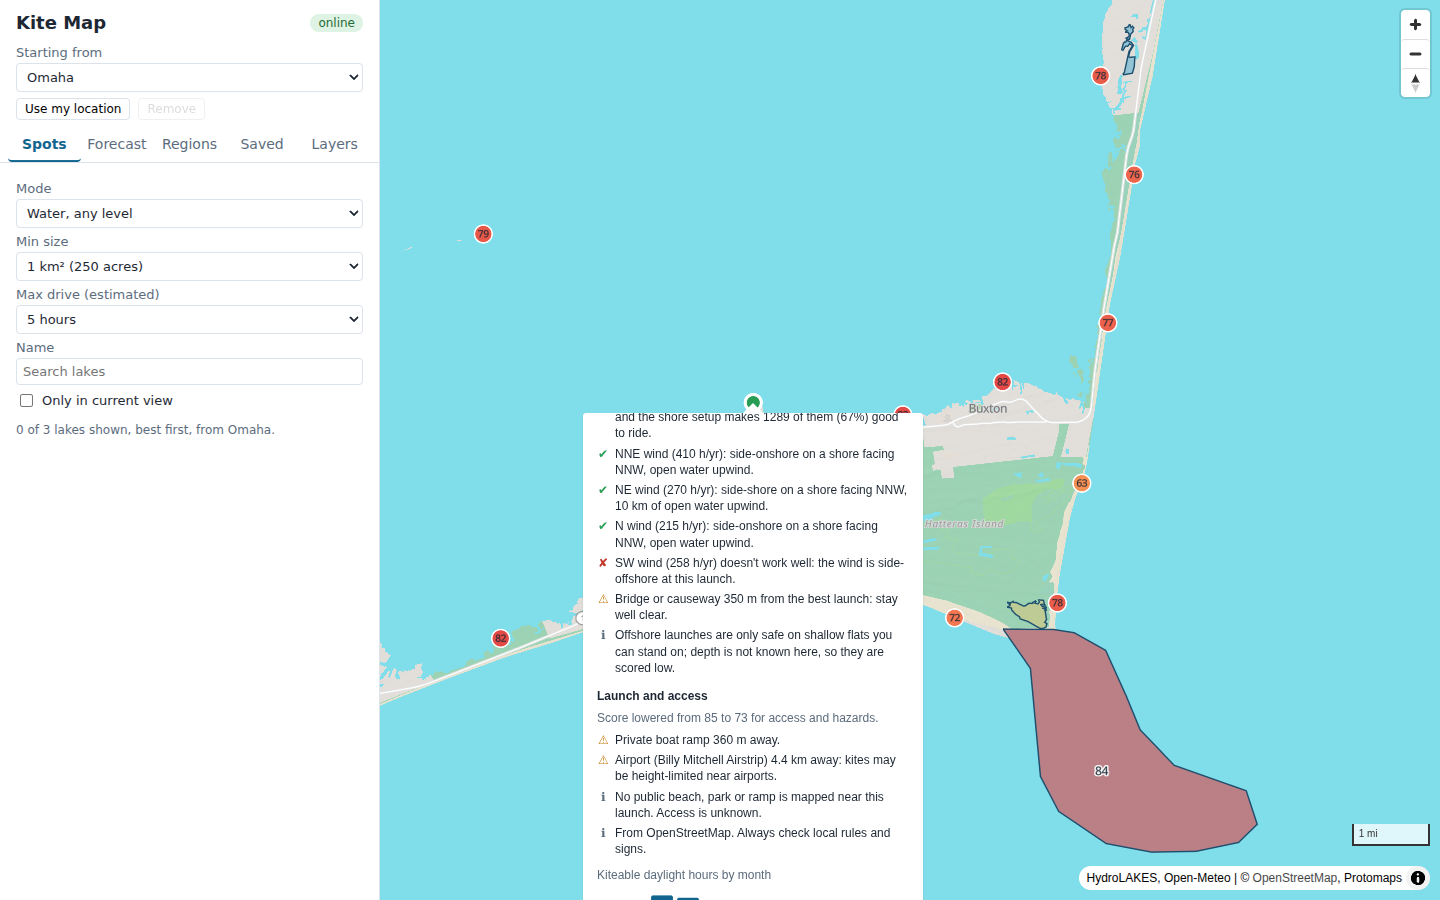 Kite Map
online
Starting from
Omaha
Use my location
Remove
Spots
Forecast
Regions
Saved
Layers
Mode
Water, any level
Min size
1 km² (250 acres)
Max drive (estimated)
5 hours
Name
Search lakes
Only in current view
0 of 3 lakes shown, best first, from Omaha.
78
76
79
77
82
Buxton
63
Hatteras Island
78
72
82
84
and the shore setup makes 1289 of them (67%) good
to ride.
✔ NNE wind (410 h/yr): side-onshore on a shore facing
NNW, open water upwind.
✔ NE wind (270 h/yr): side-shore on a shore facing NNW,
10 km of open water upwind.
✔ N wind (215 h/yr): side-onshore on a shore facing
NNW, open water upwind.
✘ SW wind (258 h/yr) doesn't work well: the wind is side-
offshore at this launch.
⚠ Bridge or causeway 350 m from the best launch: stay
well clear.
ℹ Offshore launches are only safe on shallow flats you
can stand on; depth is not known here, so they are
scored low.
Launch and access
Score lowered from 85 to 73 for access and hazards.
⚠ Private boat ramp 360 m away.
⚠ Airport (Billy Mitchell Airstrip) 4.4 km away: kites may
be height-limited near airports.
ℹ No public beach, park or ramp is mapped near this
launch. Access is unknown.
ℹ From OpenStreetMap. Always check local rules and
signs.
Kiteable daylight hours by month
1 mi
HydroLAKES, Open-Meteo | © OpenStreetMap, Protomaps